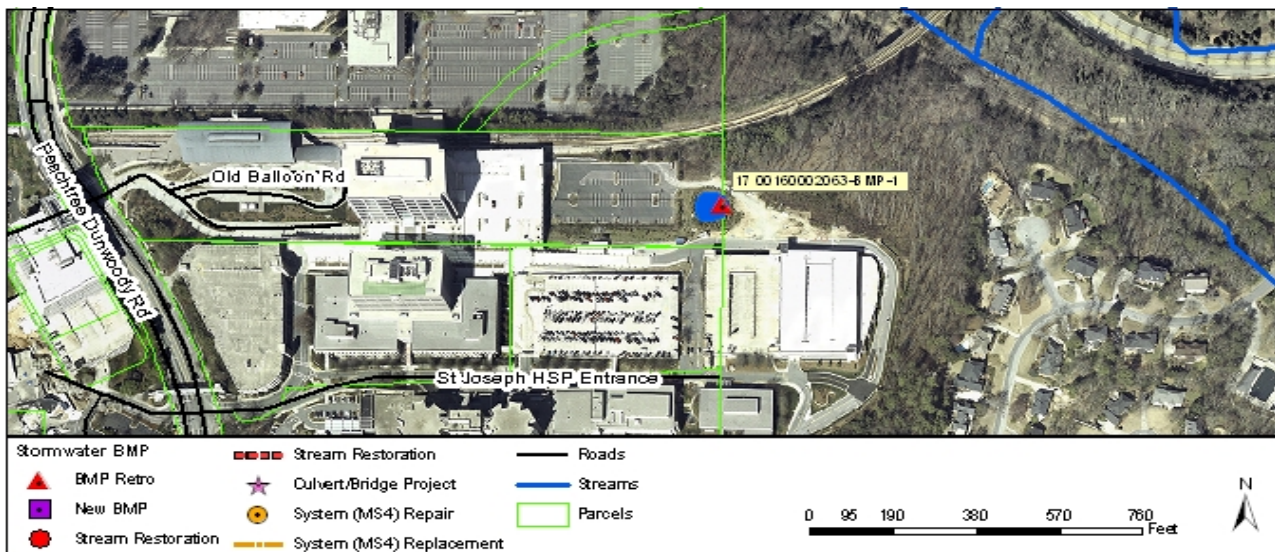 17 00160002063-BMP-1
Old Balloon Rd
Peachtree Dunwoody Rd
St Joseph HSP Entrance
Stormwater BMP
BMP Retro
New BMP
Stream Restoration
Stream Restoration
Culvert/Bridge Project
System (MS4) Repair
System (MS4) Replacement
Roads
Streams
Parcels
N
0 95 190 380 570 760
Feet